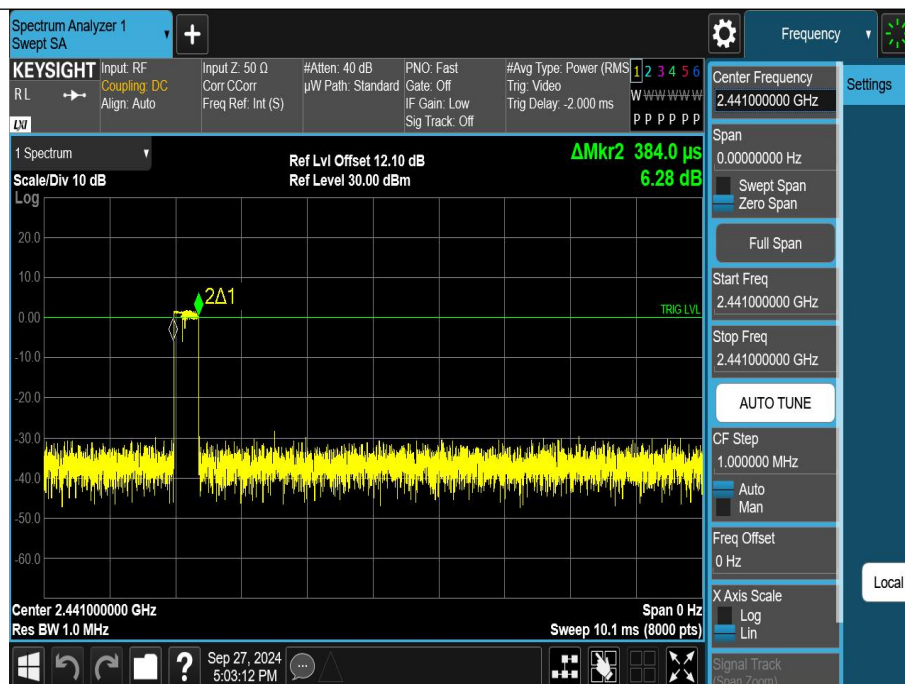 Spectrum Analyzer 1
Swept SA
Frequency
KEYSIGHT
RL
LXI
Input: RF
Coupling: DC
Align: Auto
Input Z: 50 Ω
Corr CCorr
Freq Ref: Int (S)
#Atten: 40 dB
µW Path: Standard
PNO: Fast
Gate: Off
IF Gain: Low
Sig Track: Off
#Avg Type: Power (RMS
Trig: Video
Trig Delay: -2.000 ms
1 2 3 4 5 6
W W W W W W
P P P P P P
1 Spectrum
Scale/Div 10 dB
Ref Lvl Offset 12.10 dB
Ref Level 30.00 dBm
ΔMkr2 384.0 µs
6.28 dB
Log
20.0
10.0
0.00
-10.0
-20.0
-30.0
-40.0
-50.0
-60.0
2Δ1
TRIG LVL
Center 2.441000000 GHz
Res BW 1.0 MHz
Span 0 Hz
Sweep 10.1 ms (8000 pts)
Center Frequency
2.441000000 GHz
Settings
Span
0.00000000 Hz
Swept Span
Zero Span
Full Span
Start Freq
2.441000000 GHz
Stop Freq
2.441000000 GHz
AUTO TUNE
CF Step
1.000000 MHz
Auto
Man
Freq Offset
0 Hz
Local
X Axis Scale
Log
Lin
Signal Track
(Span Zoom)
?
Sep 27, 2024
5:03:12 PM